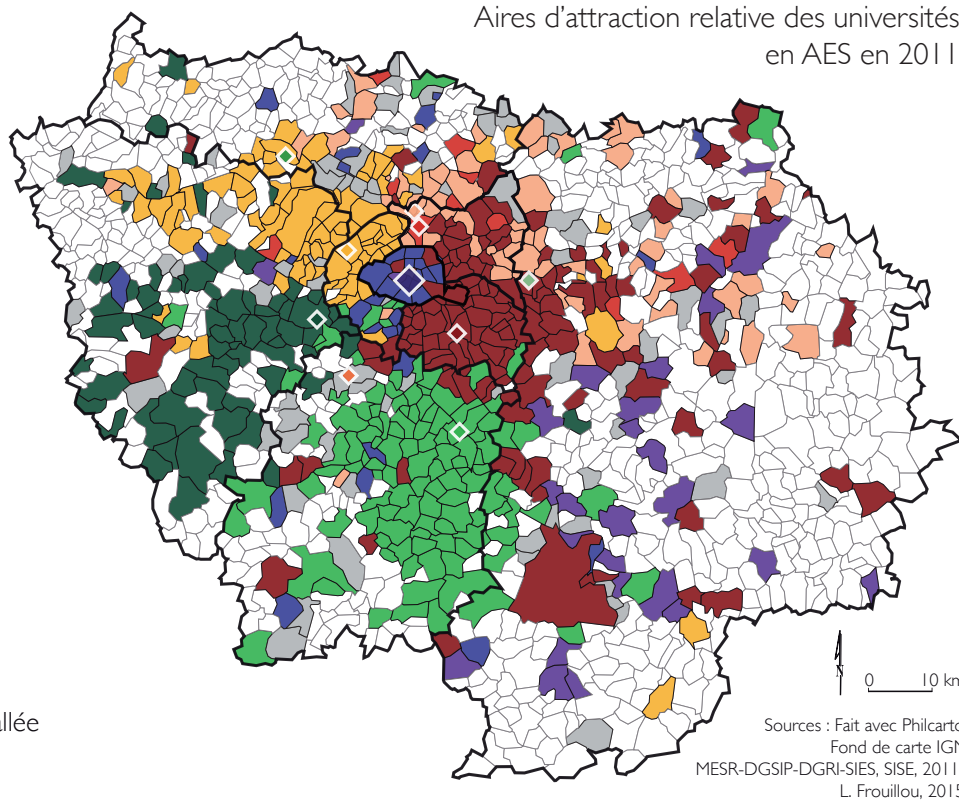 Aires d’attraction relative des universités
en AES en 2011
N
0 10 km
allée
Sources : Fait avec Philcarto
Fond de carte IGN
MESR-DGSIP-DGRI-SIES, SISE, 2011
L. Frouillou, 2015